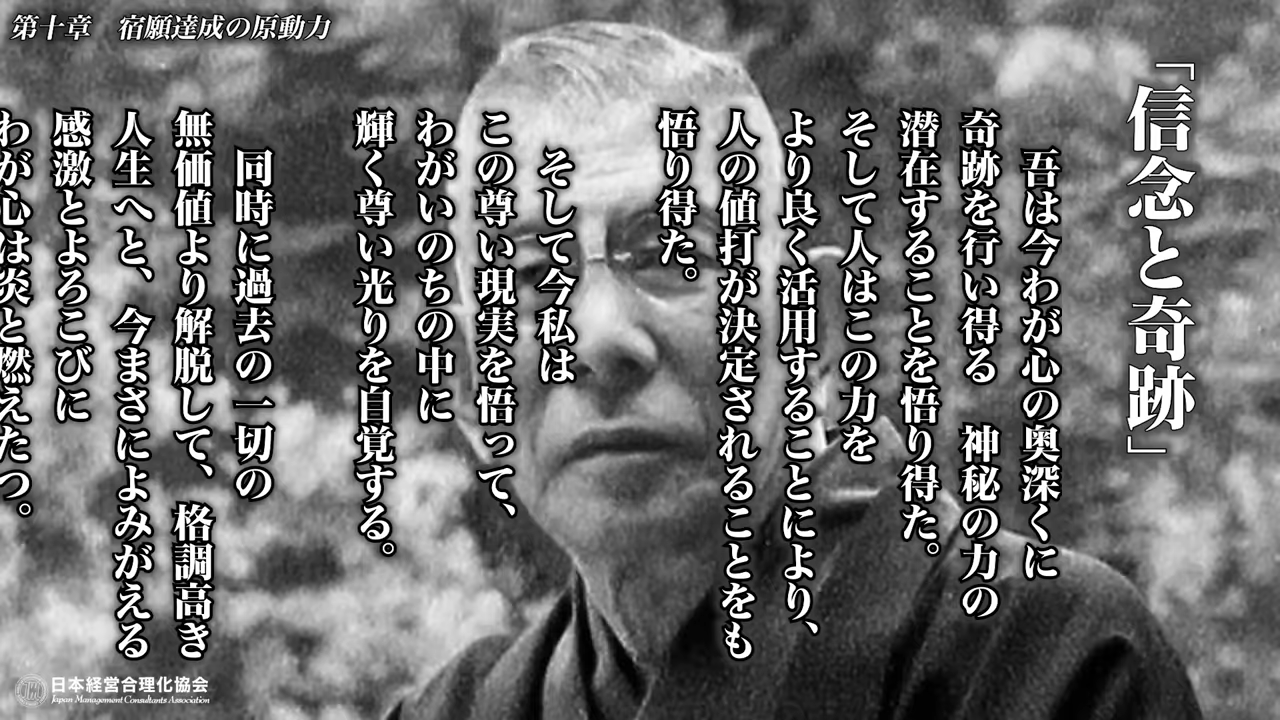 第十章　宿願達成の原動力
「信念と奇跡」
吾は今わが心の奥深くに
奇跡を行い得る　神秘の力の
潜在することを悟り得た。
そして人はこの力を
より良く活用することにより、
人の値打が決定されることをも
悟り得た。
そして今私は
この尊い現実を悟って、
わがいのちの中に
輝く尊い光りを自覚する。
同時に過去の一切の
無価値より解脱して、格調高き
人生へと、今まさによみがえる
感激とよろこびに
わが心は炎と燃えたつ。
日本経営合理化協会
Japan Management Consultants Association